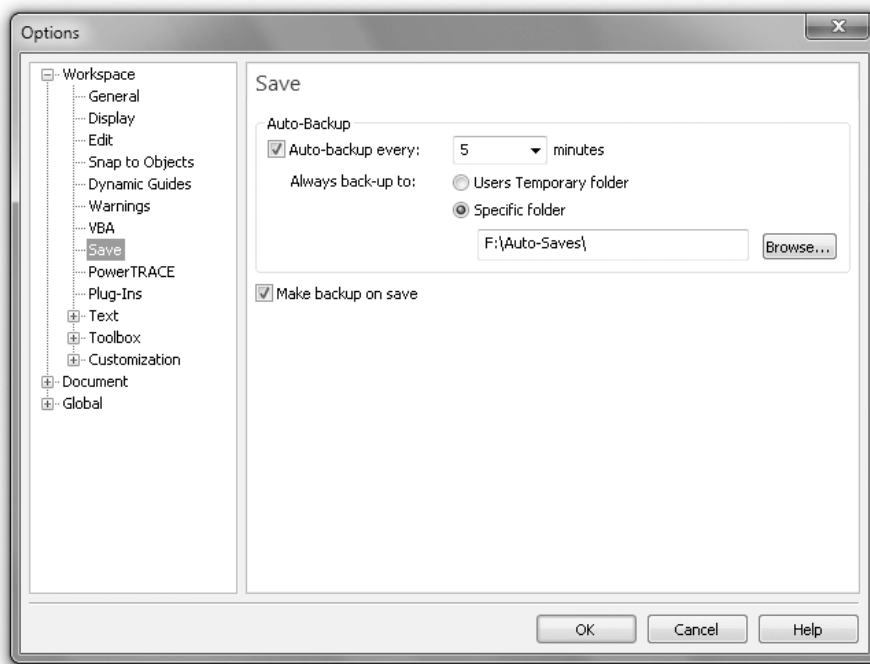 Options
Workspace
General
Display
Edit
Snap to Objects
Dynamic Guides
Warnings
VBA
Save
PowerTRACE
Plug-Ins
Text
Toolbox
Customization
Document
Global
Save
Auto-Backup
Auto-backup every: 5 minutes
Always back-up to: Users Temporary folder
Specific folder
F:\Auto-Saves\ Browse...
Make backup on save
OK Cancel Help